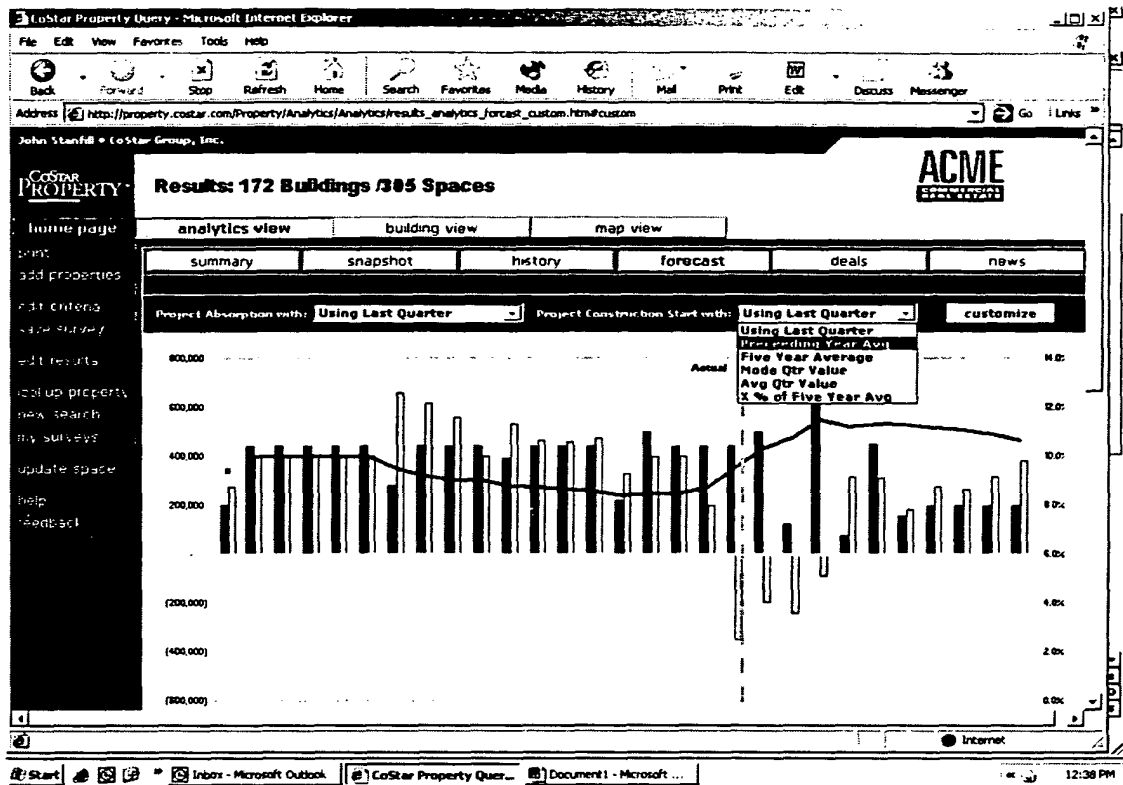 CoStar Property Query - Microsoft Internet Explorer
File Edit View Favorites Tools Help
Back Forward Stop Refresh Home Search Favorites Media History Mail Print Edit Discuss Messenger
Address http://property.costar.com/Property/Analytics/Analytics/results_analytics_forcast_custom.htm#custom Go Links »
John Stanfill • CoStar Group, Inc.
COSTAR
PROPERTY
Results: 172 Buildings /385 Spaces
ACME
COMMERCIAL
REAL ESTATE
home page analytics view building view map view
print
add properties
edit criteria
save survey
edit results
my surveys
update space
help
feedback
new search
summary snapshot history forecast deals news
Project Absorption with: Using Last Quarter Project Construction Start with: Using Last Quarter customize
Using Last Quarter
Preceeding Year Avg
Five Year Average
Mode Qtr Value
Avg Qtr Value
X % of Five Year Avg
Actual
800,000 14.0%
600,000 12.0%
400,000 10.0%
200,000 8.0%
- 6.0%
(200,000) 4.0%
(400,000) 2.0%
(800,000) 0.0%
Internet
Start » Inbox - Microsoft Outlook CoStar Property Quer... Document1 - Microsoft ... « 12:38 PM